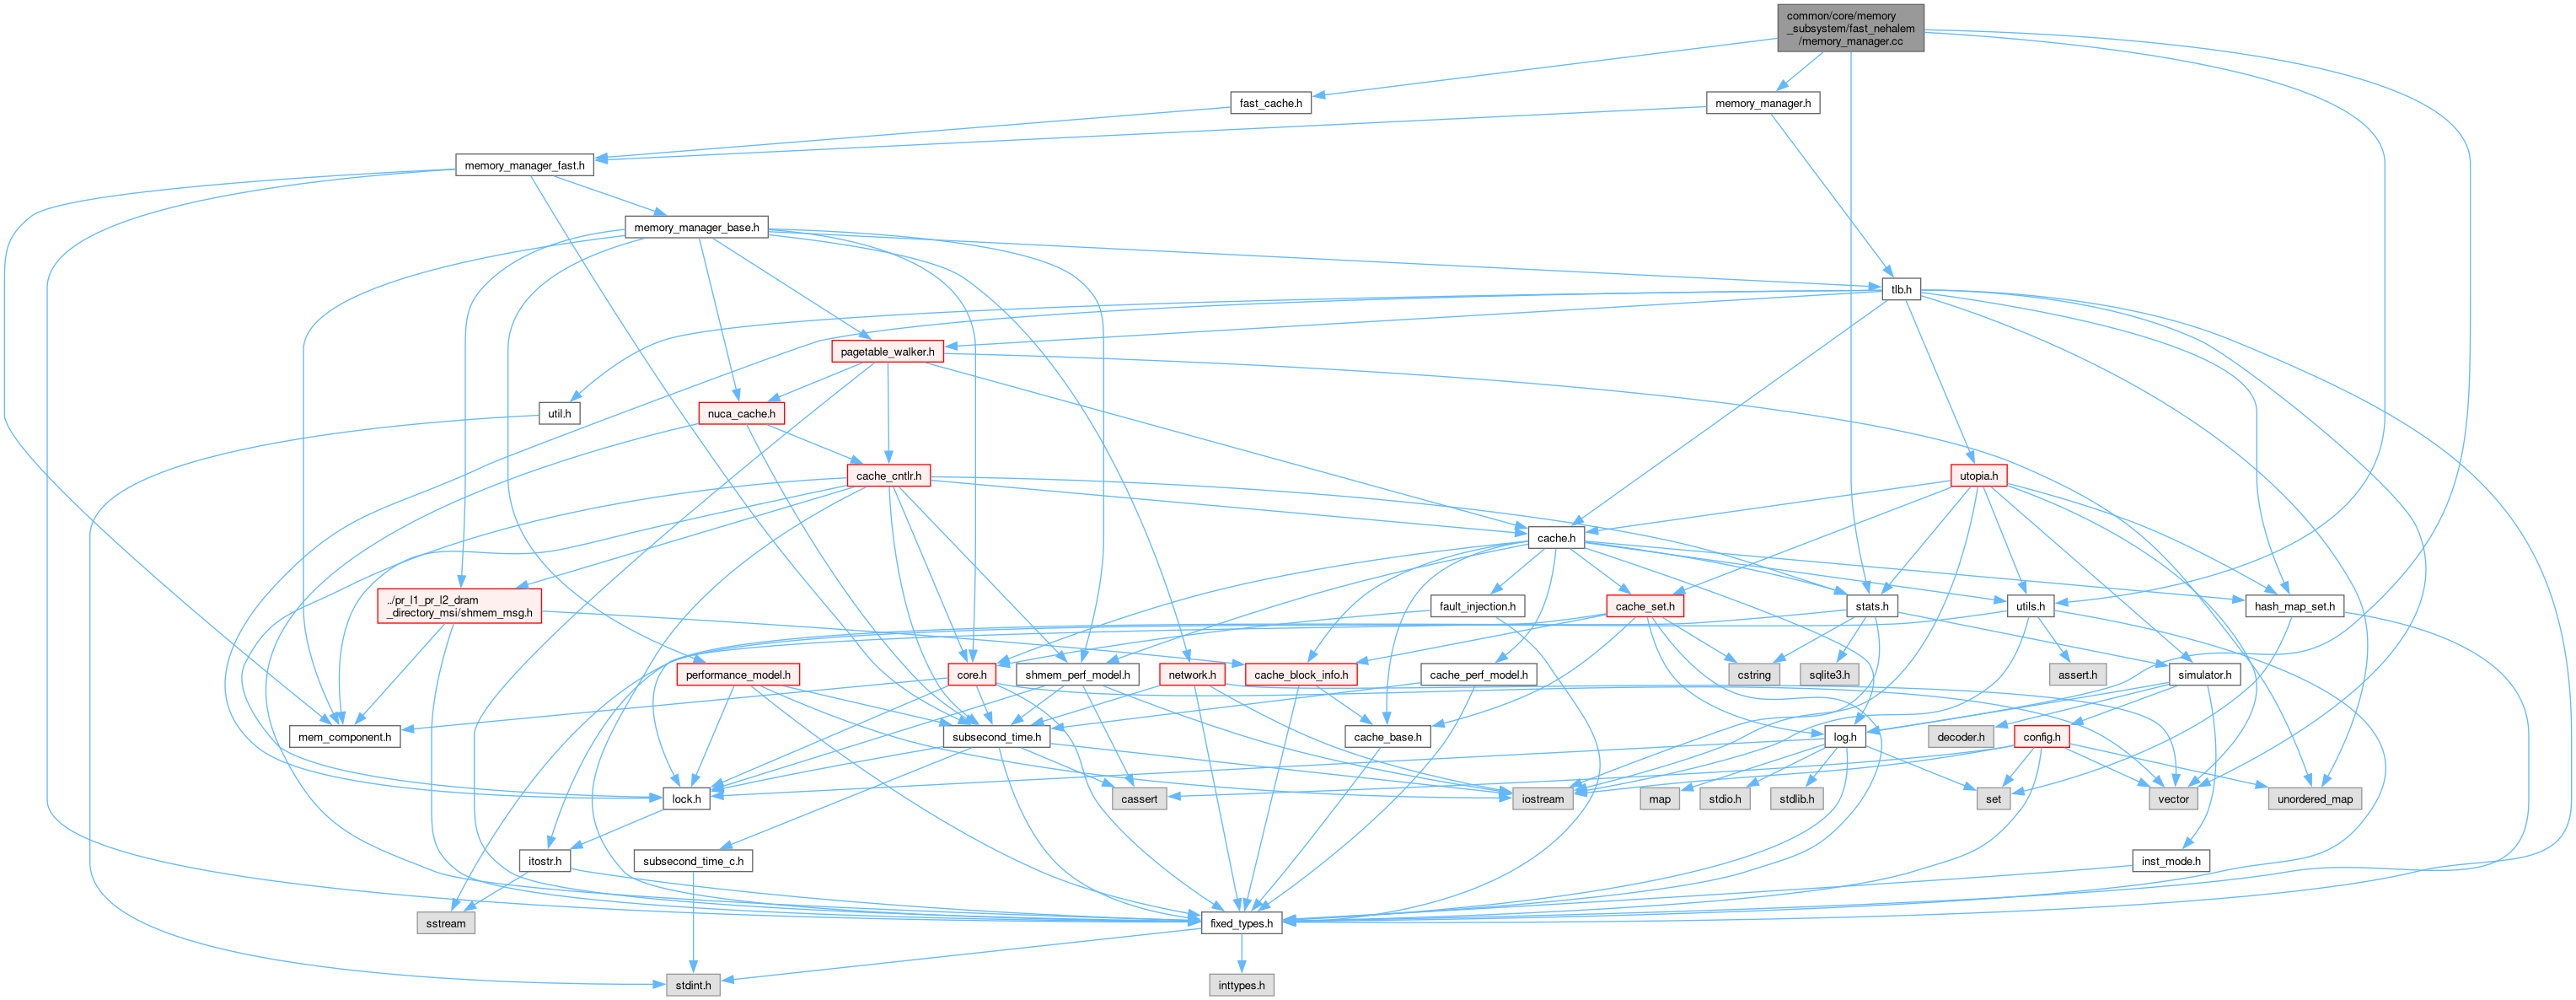 common/core/memory
_subsystem/fast_nehalem
/memory_manager.cc
fast_cache.h
memory_manager.h
memory_manager_fast.h
memory_manager_base.h
tlb.h
pagetable_walker.h
util.h
nuca_cache.h
cache_cntlr.h
utopia.h
cache.h
../pr_l1_pr_l2_dram
_directory_msi/shmem_msg.h
fault_injection.h
cache_set.h
stats.h
utils.h
hash_map_set.h
performance_model.h
core.h
shmem_perf_model.h
network.h
cache_block_info.h
cache_perf_model.h
cstring
sqlite3.h
assert.h
simulator.h
mem_component.h
subsecond_time.h
cache_base.h
decoder.h
log.h
config.h
lock.h
cassert
iostream
map
stdio.h
stdlib.h
set
vector
unordered_map
itostr.h
subsecond_time_c.h
inst_mode.h
sstream
fixed_types.h
stdint.h
inttypes.h